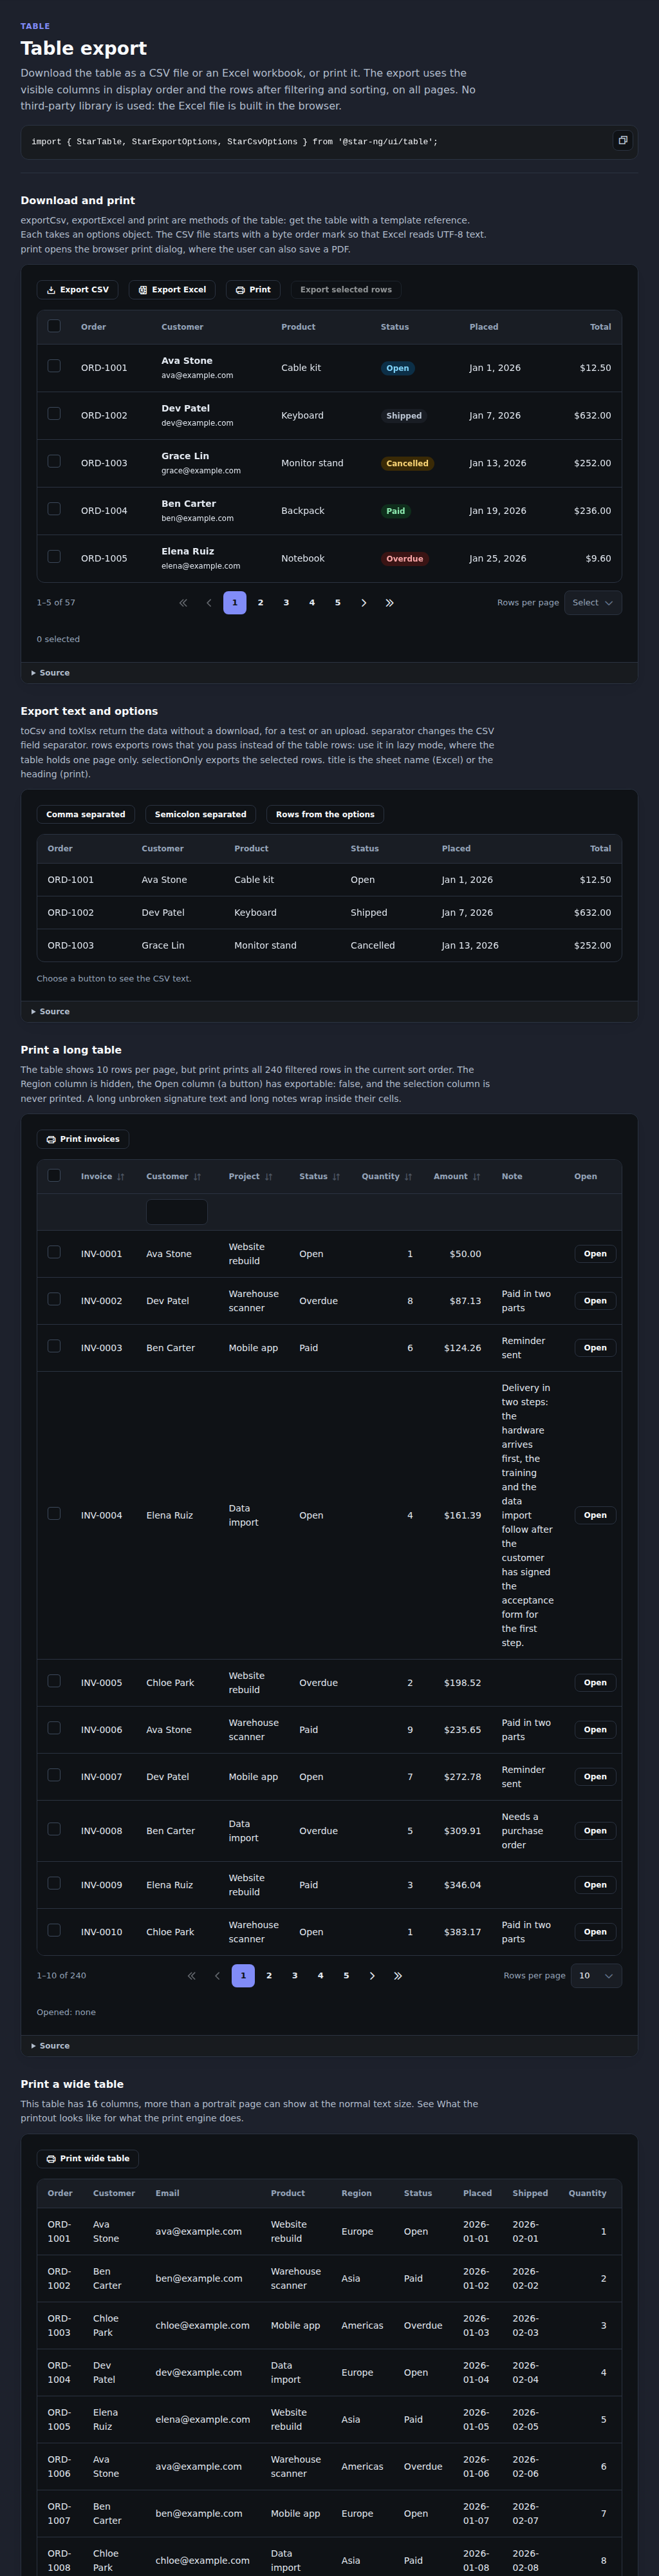 TABLE
Table export
Download the table as a CSV file or an Excel workbook, or print it. The export uses the
visible columns in display order and the rows after filtering and sorting, on all pages. No
third-party library is used: the Excel file is built in the browser.
import { StarTable, StarExportOptions, StarCsvOptions } from '@star-ng/ui/table';
Download and print
exportCsv, exportExcel and print are methods of the table: get the table with a template reference.
Each takes an options object. The CSV file starts with a byte order mark so that Excel reads UTF-8 text.
print opens the browser print dialog, where the user can also save a PDF.
Export CSV Export Excel Print Export selected rows
Order Customer Product Status Placed Total
ORD-1001 Ava Stone ava@example.com Cable kit Open Jan 1, 2026 $12.50
ORD-1002 Dev Patel dev@example.com Keyboard Shipped Jan 7, 2026 $632.00
ORD-1003 Grace Lin grace@example.com Monitor stand Cancelled Jan 13, 2026 $252.00
ORD-1004 Ben Carter ben@example.com Backpack Paid Jan 19, 2026 $236.00
ORD-1005 Elena Ruiz elena@example.com Notebook Overdue Jan 25, 2026 $9.60
1–5 of 57 1 2 3 4 5 Rows per page Select
0 selected
Source
Export text and options
toCsv and toXlsx return the data without a download, for a test or an upload. separator changes the CSV
field separator. rows exports rows that you pass instead of the table rows: use it in lazy mode, where the
table holds one page only. selectionOnly exports the selected rows. title is the sheet name (Excel) or the
heading (print).
Comma separated Semicolon separated Rows from the options
Order Customer Product Status Placed Total
ORD-1001 Ava Stone Cable kit Open Jan 1, 2026 $12.50
ORD-1002 Dev Patel Keyboard Shipped Jan 7, 2026 $632.00
ORD-1003 Grace Lin Monitor stand Cancelled Jan 13, 2026 $252.00
Choose a button to see the CSV text.
Source
Print a long table
The table shows 10 rows per page, but print prints all 240 filtered rows in the current sort order. The
Region column is hidden, the Open column (a button) has exportable: false, and the selection column is
never printed. A long unbroken signature text and long notes wrap inside their cells.
Print invoices
Invoice Customer Project Status Quantity Amount Note Open
INV-0001 Ava Stone Website rebuild Open 1 $50.00 Open
INV-0002 Dev Patel Warehouse scanner Overdue 8 $87.13 Paid in two parts Open
INV-0003 Ben Carter Mobile app Paid 6 $124.26 Reminder sent Open
INV-0004 Elena Ruiz Data import Open 4 $161.39 Delivery in two steps: the hardware arrives first, the training and the data import follow after the customer has signed the acceptance form for the first step. Open
INV-0005 Chloe Park Website rebuild Overdue 2 $198.52 Open
INV-0006 Ava Stone Warehouse scanner Paid 9 $235.65 Paid in two parts Open
INV-0007 Dev Patel Mobile app Open 7 $272.78 Reminder sent Open
INV-0008 Ben Carter Data import Overdue 5 $309.91 Needs a purchase order Open
INV-0009 Elena Ruiz Website rebuild Paid 3 $346.04 Open
INV-0010 Chloe Park Warehouse scanner Open 1 $383.17 Paid in two parts Open
1–10 of 240 1 2 3 4 5 Rows per page 10
Opened: none
Source
Print a wide table
This table has 16 columns, more than a portrait page can show at the normal text size. See What the
printout looks like for what the print engine does.
Print wide table
Order Customer Email Product Region Status Placed Shipped Quantity
ORD-1001 Ava Stone ava@example.com Website rebuild Europe Open 2026-01-01 2026-02-01 1
ORD-1002 Ben Carter ben@example.com Warehouse scanner Asia Paid 2026-01-02 2026-02-02 2
ORD-1003 Chloe Park chloe@example.com Mobile app Americas Overdue 2026-01-03 2026-02-03 3
ORD-1004 Dev Patel dev@example.com Data import Europe Open 2026-01-04 2026-02-04 4
ORD-1005 Elena Ruiz elena@example.com Website rebuild Asia Paid 2026-01-05 2026-02-05 5
ORD-1006 Ava Stone ava@example.com Warehouse scanner Americas Overdue 2026-01-06 2026-02-06 6
ORD-1007 Ben Carter ben@example.com Mobile app Europe Open 2026-01-07 2026-02-07 7
ORD-1008 Chloe Park chloe@example.com Data import Asia Paid 2026-01-08 2026-02-08 8